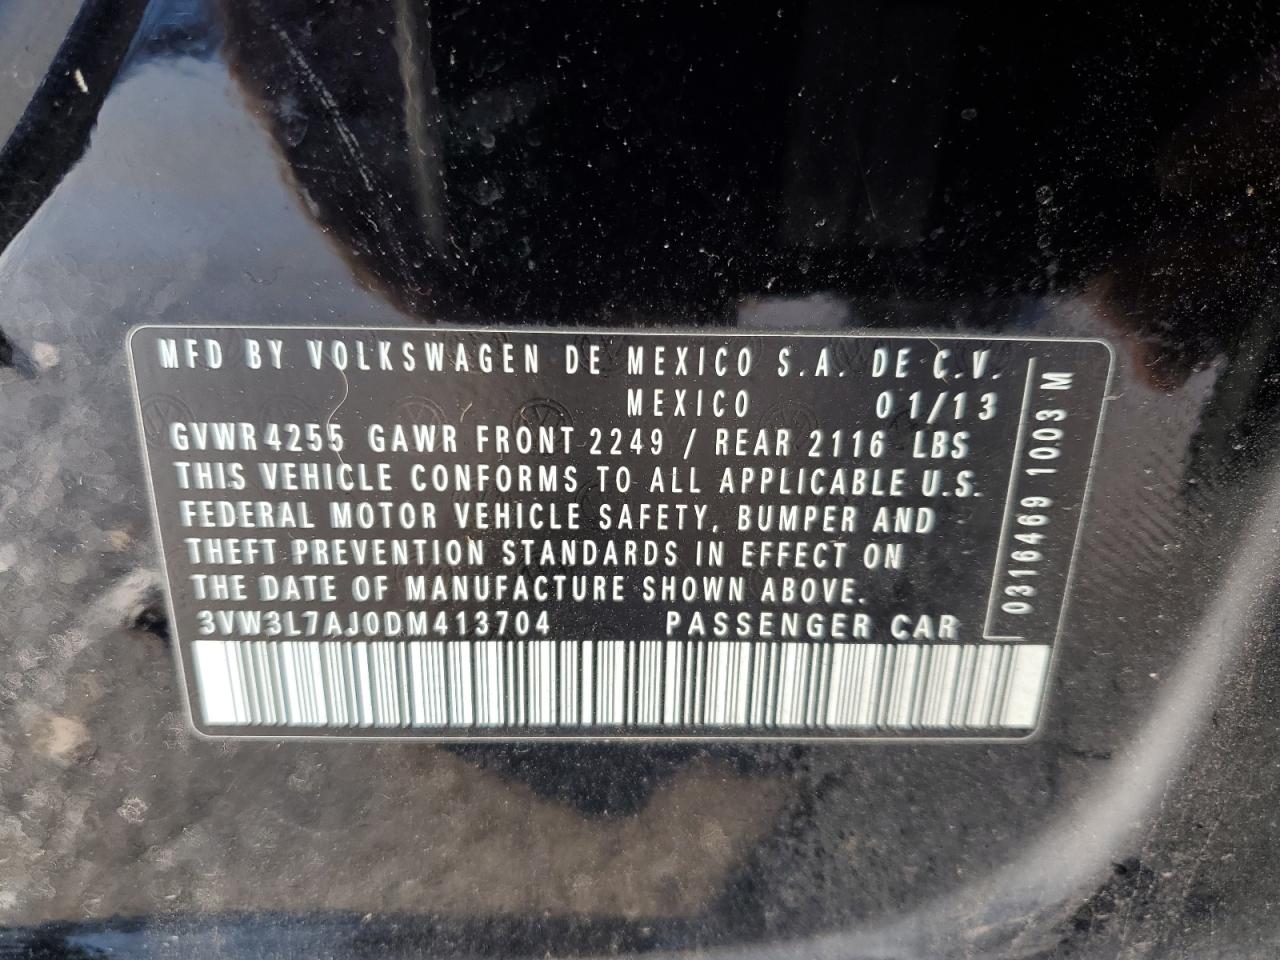 MFD BY VOLKSWAGEN DE MEXICO S.A. DE C.V.
MEXICO 01/13
GVWR 4255 GAWR FRONT 2249 / REAR 2116 LBS
THIS VEHICLE CONFORMS TO ALL APPLICABLE U.S.
FEDERAL MOTOR VEHICLE SAFETY, BUMPER AND
THEFT PREVENTION STANDARDS IN EFFECT ON
THE DATE OF MANUFACTURE SHOWN ABOVE.
3VW3L7AJ0DM413704 PASSENGER CAR
0316469 10.03 M